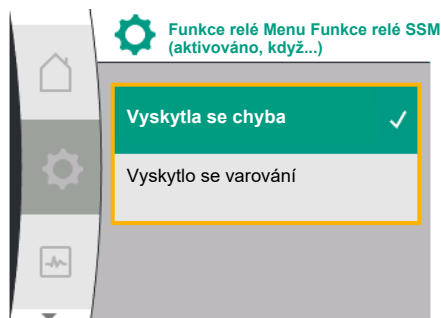 Funkce relé Menu Funkce relé SSM
(aktivováno, když...)
Vyskytla se chyba
Vyskytlo se varování